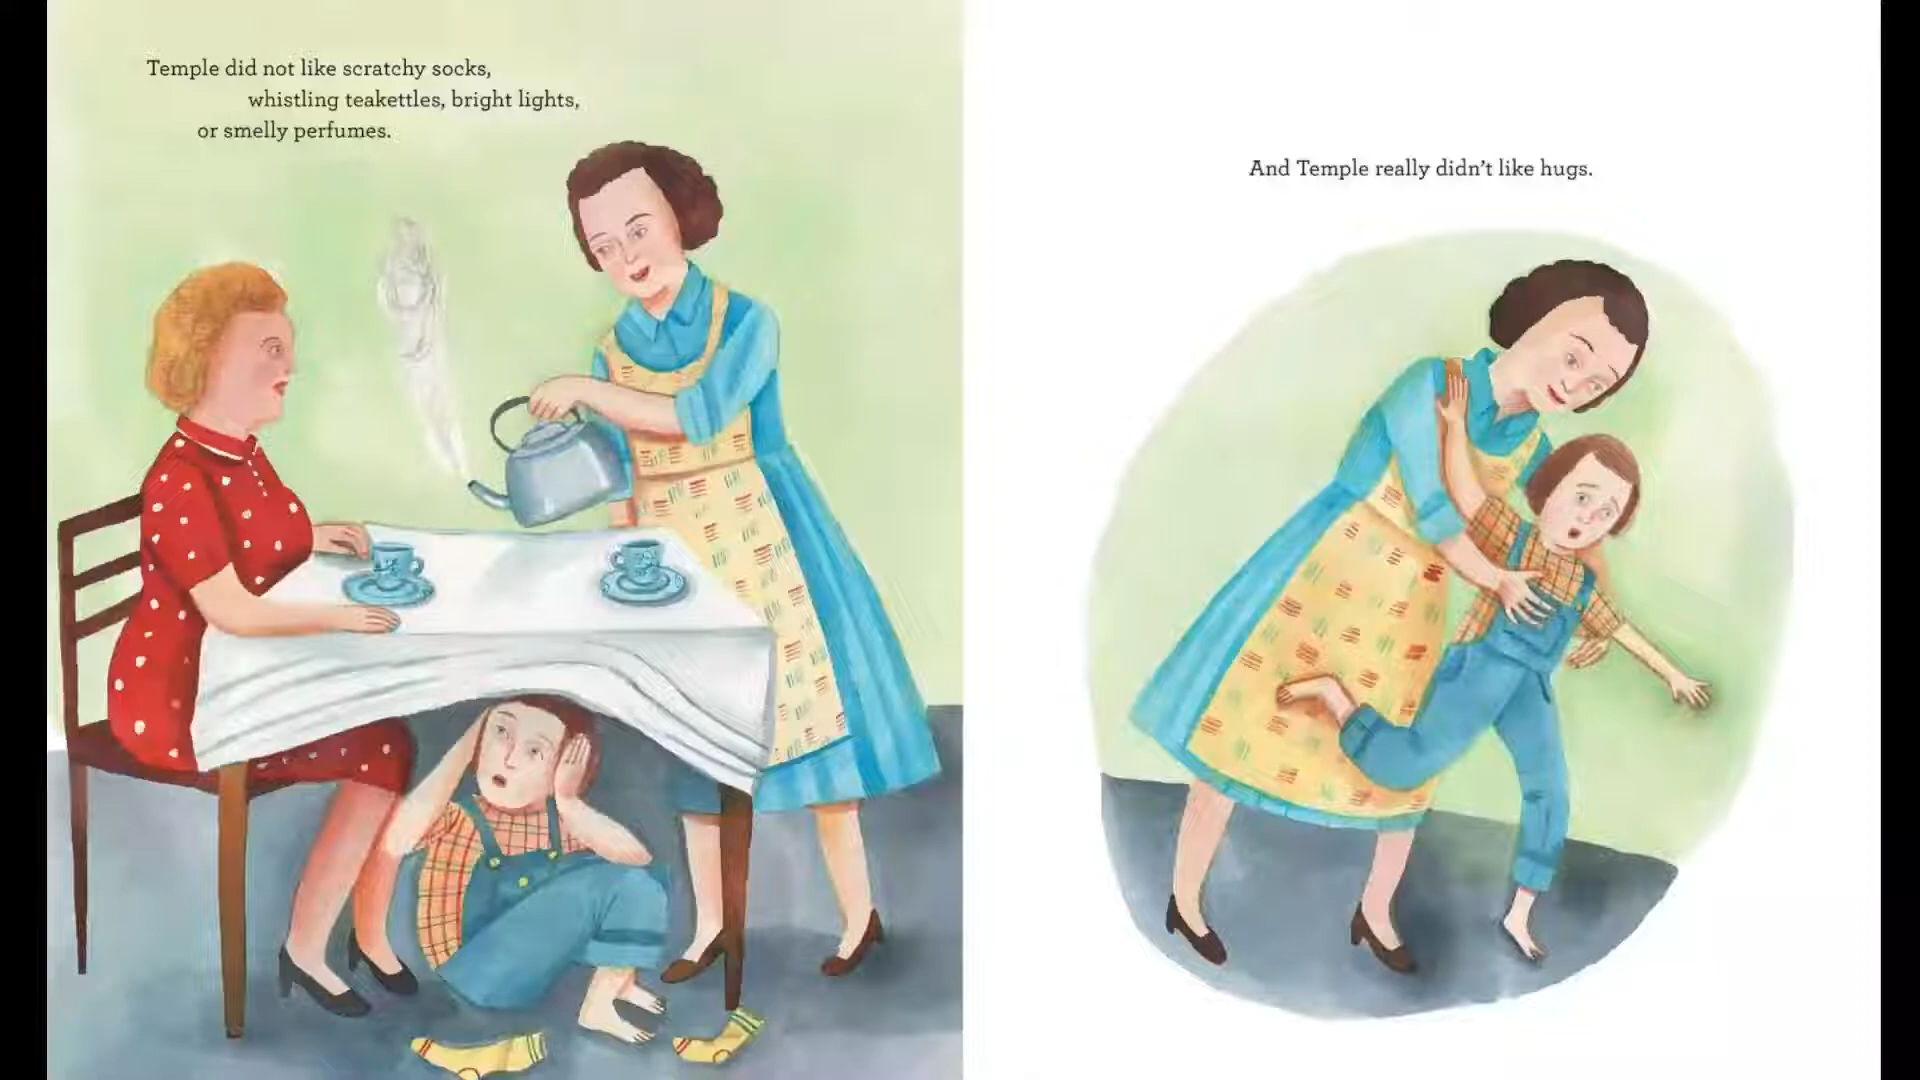 Temple did not like scratchy socks,
whistling teakettles, bright lights,
or smelly perfumes.
And Temple really didn't like hugs.